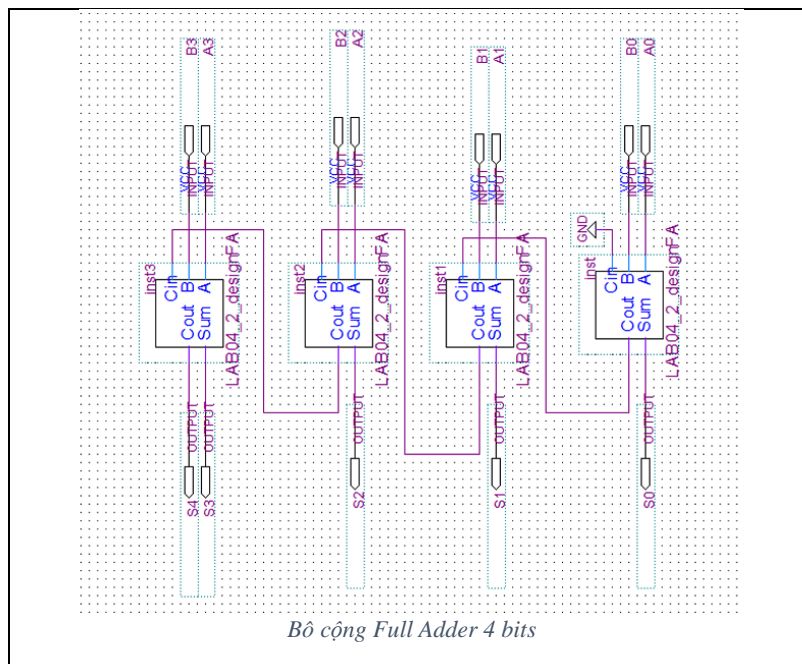 B3
A3
B2
A2
B1
A1
B0
A0
VCC
INPUT
VCC
INPUT
VCC
INPUT
VCC
INPUT
VCC
INPUT
VCC
INPUT
VCC
INPUT
VCC
INPUT
GND
inst3
Cin
B
A
Cout
Sum
LAB04_2_designFA
inst2
Cin
B
A
Cout
Sum
LAB04_2_designFA
inst1
Cin
B
A
Cout
Sum
LAB04_2_designFA
inst
Cin
B
A
Cout
Sum
LAB04_2_designFA
OUTPUT
S4
OUTPUT
S3
OUTPUT
S2
OUTPUT
S1
OUTPUT
S0
Bô cộng Full Adder 4 bits